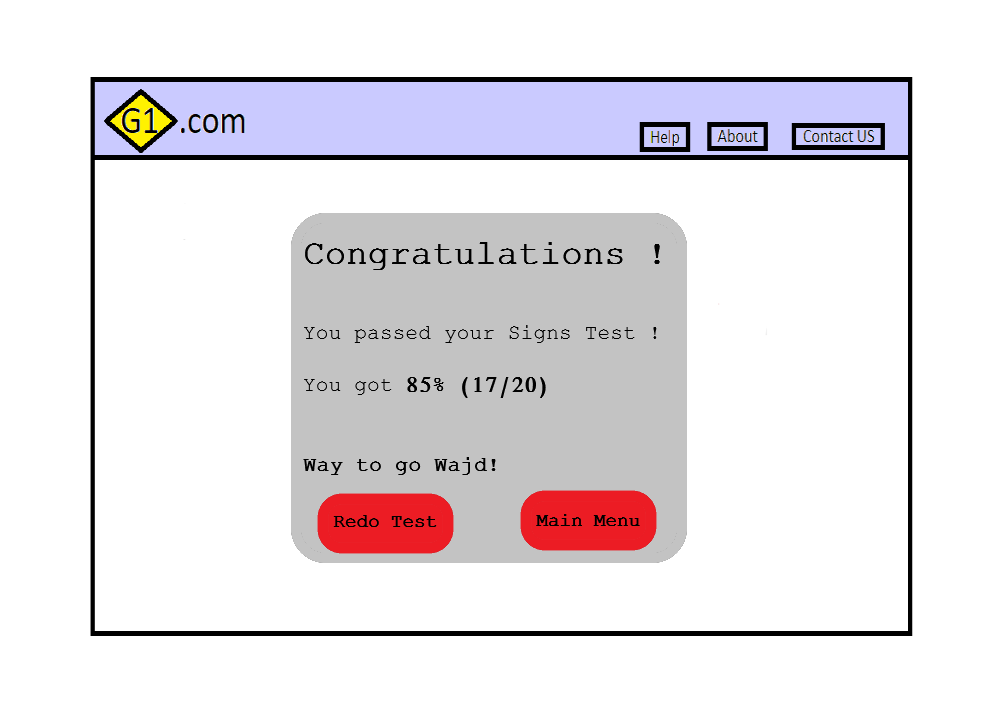 G1.com
Help About Contact US
Congratulations !
You passed your Signs Test !
You got 85% (17/20)
Way to go Wajd!
Redo Test Main Menu